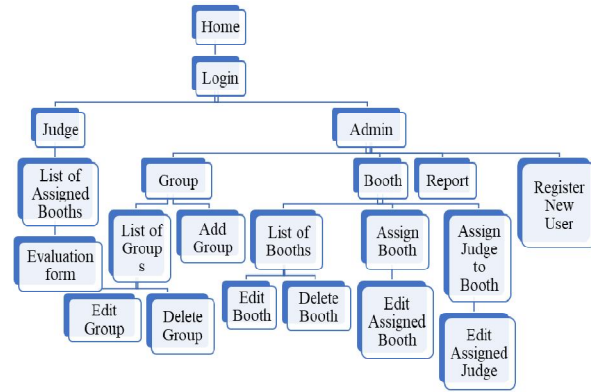 Home
Login
Judge
Admin
List of
Assigned
Booths
Group
Booth
Report
Register
New
User
Evaluation
form
List of
Group
s
Add
Group
List of
Booths
Assign
Booth
Assign
Judge
to
Booth
Edit
Group
Delete
Group
Edit
Booth
Delete
Booth
Edit
Assigned
Booth
Edit
Assigned
Judge